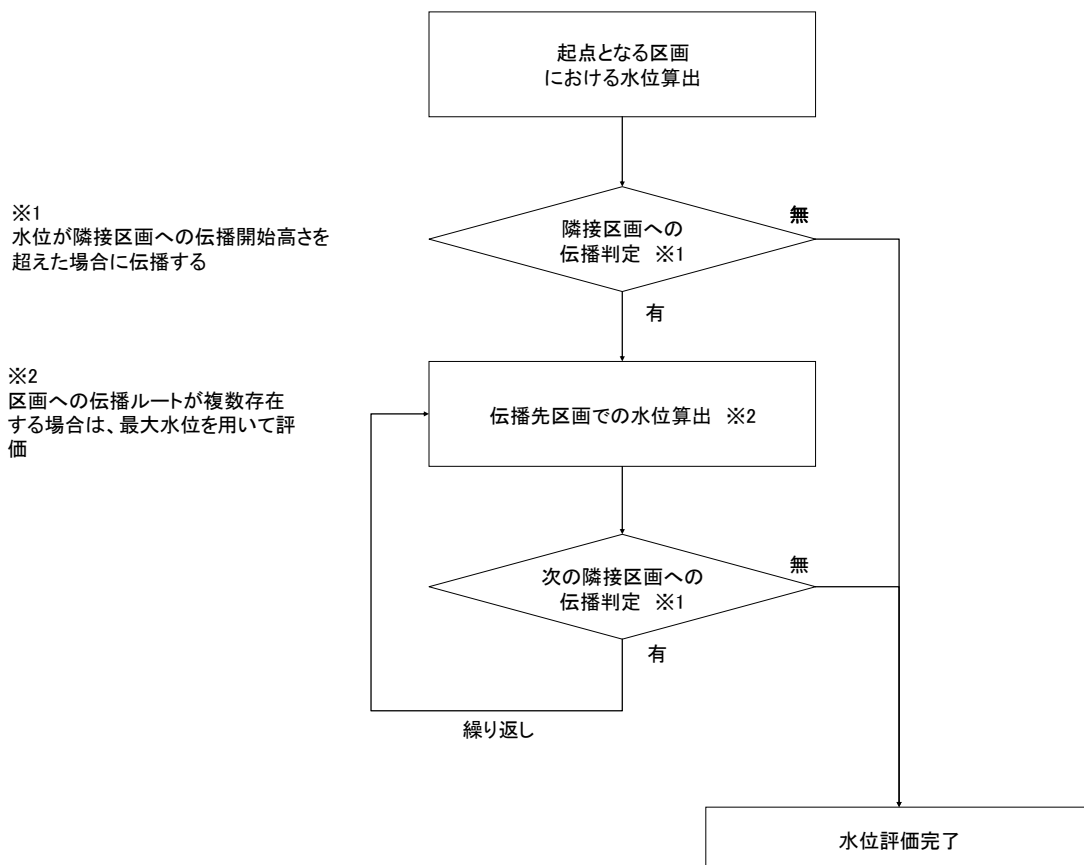 起点となる区画
における水位算出
※1
水位が隣接区画への伝播開始高さを
超えた場合に伝播する
隣接区画への
伝播判定 ※1
無
有
※2
区画への伝播ルートが複数存在
する場合は、最大水位を用いて評
価
伝播先区画での水位算出 ※2
次の隣接区画への
伝播判定 ※1
無
有
繰り返し
水位評価完了